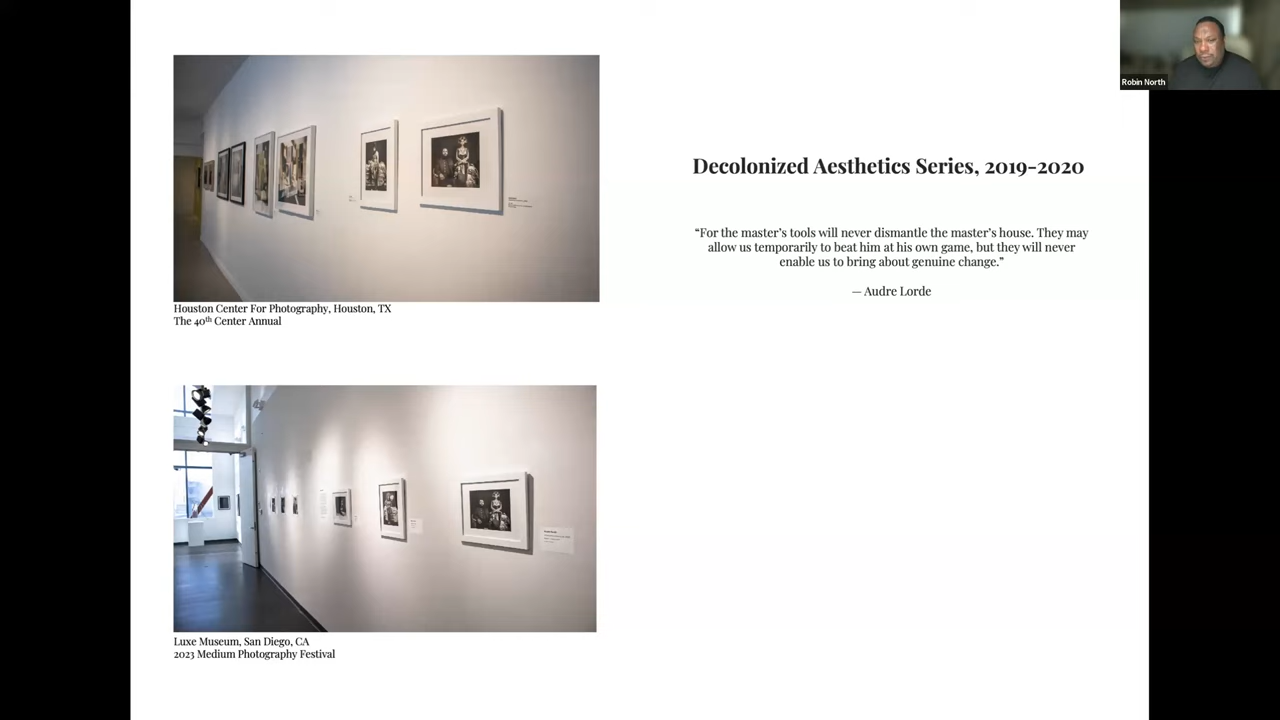 Robin North
Decolonized Aesthetics Series, 2019-2020
“For the master’s tools will never dismantle the master’s house. They may
allow us temporarily to beat him at his own game, but they will never
enable us to bring about genuine change.”
— Audre Lorde
Houston Center For Photography, Houston, TX
The 40th Center Annual
Luxe Museum, San Diego, CA
2023 Medium Photography Festival